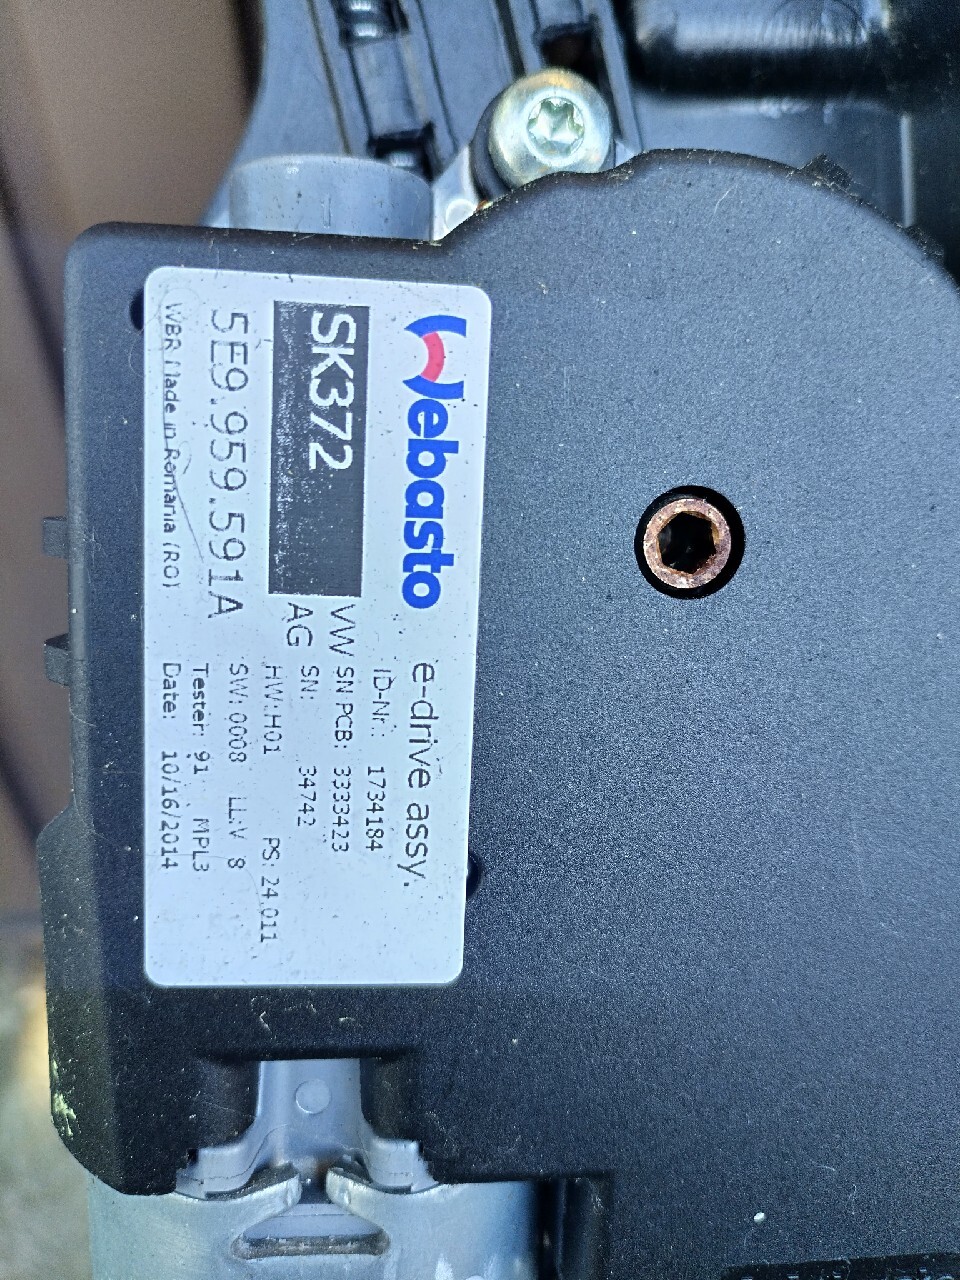 Webasto
e-drive assy.
SK372
VW
AG
ID-Nr.: 1734184
SN PCB: 3333423
SN: 34742
HW:H01 PS: 24.011
5E9.959.591A
SW: 0008 LL:V 8
Tester: 91 MPL3
WBR Made in Romania (RO)
Date: 10/16/2014